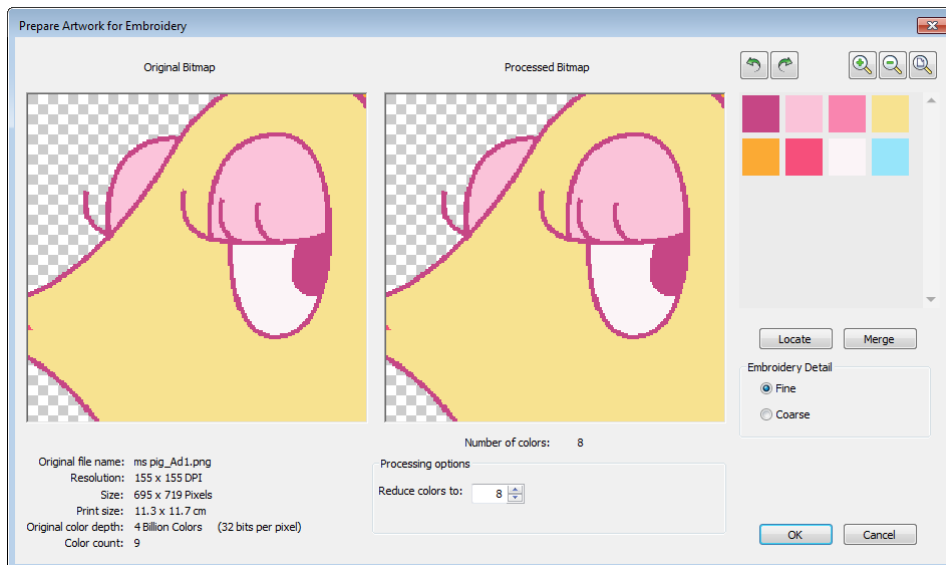 Prepare Artwork for Embroidery
Original Bitmap
Processed Bitmap
Locate
Merge
Embroidery Detail
Fine
Coarse
Number of colors: 8
Processing options
Reduce colors to: 8
Original file name: ms pig_Ad1.png
Resolution: 155 x 155 DPI
Size: 695 x 719 Pixels
Print size: 11.3 x 11.7 cm
Original color depth: 4 Billion Colors (32 bits per pixel)
Color count: 9
OK
Cancel